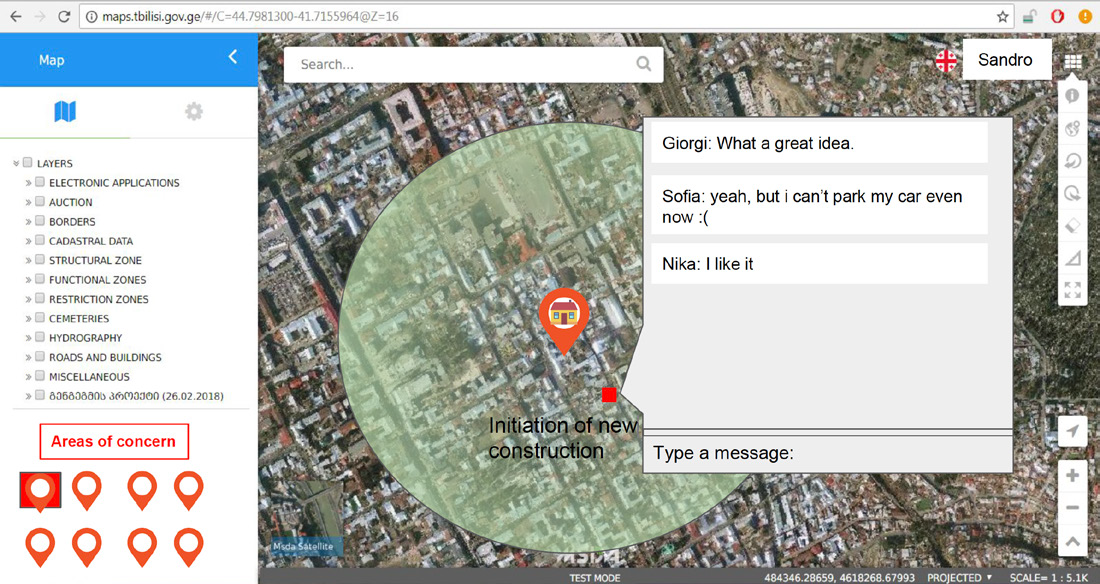 maps.tbilisi.gov.ge/#/C=44.7981300-41.7155964@Z=16
Map
Search...
Sandro
LAYERS
ELECTRONIC APPLICATIONS
AUCTION
BORDERS
CADASTRAL DATA
STRUCTURAL ZONE
FUNCTIONAL ZONES
RESTRICTION ZONES
CEMETERIES
HYDROGRAPHY
ROADS AND BUILDINGS
MISCELLANEOUS
გენგეგმის პროექტი (26.02.2018)
Areas of concern
Giorgi: What a great idea.
Sofia: yeah, but i can't park my car even
now :(
Nika: I like it
Initiation of new
construction
Type a message:
Msda Satellite
TEST MODE
484346.28659, 4618268.67993
PROJECTED
SCALE= 1 : 5.1K